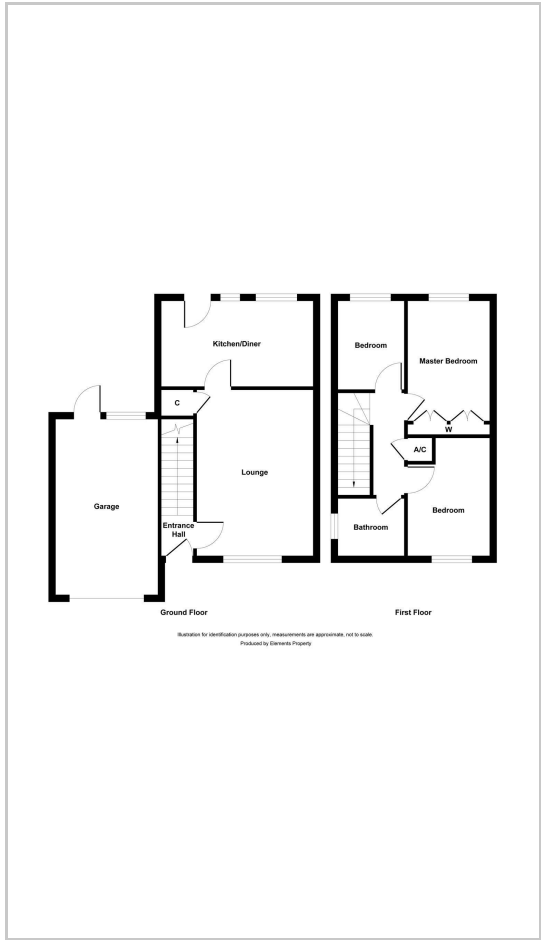 Kitchen/Diner
C
Lounge
Garage
Entrance
Hall
Ground Floor
Bedroom
Master Bedroom
W
A/C
Bedroom
Bathroom
First Floor
Illustration for identification purposes only, measurements are approximate, not to scale.
Produced by Elements Property